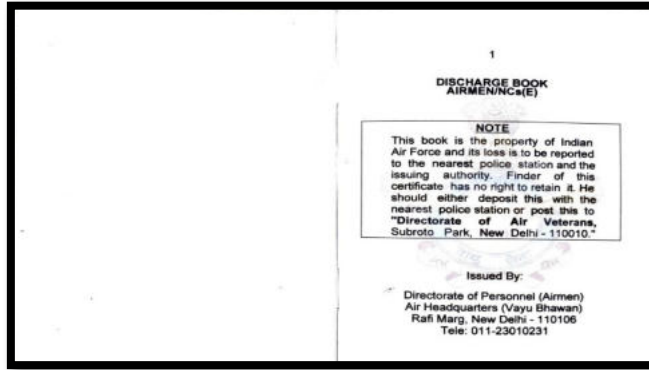 1
DISCHARGE BOOK
AIRMEN/NCs(E)
NOTE
This book is the property of Indian
Air Force and its loss is to be reported
to the nearest police station and the
issuing authority. Finder of this
certificate has no right to retain it. He
should either deposit this with the
nearest police station or post this to
"Directorate of Air Veterans,
Subroto Park, New Delhi - 110010."
Issued By:
Directorate of Personnel (Airmen)
Air Headquarters (Vayu Bhawan)
Rafi Marg, New Delhi - 110106
Tele: 011-23010231